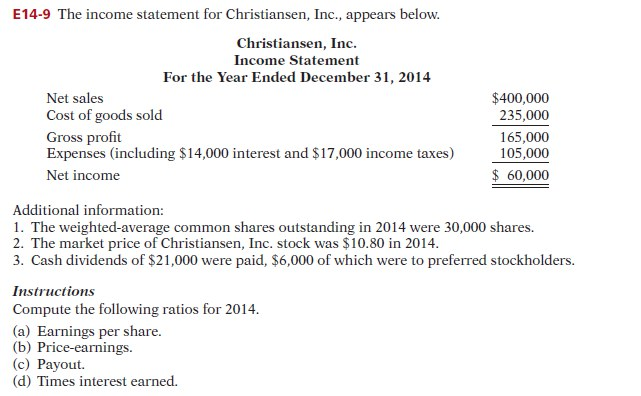 E14-9 The income statement for Christiansen, Inc., appears below.
Christiansen, Inc.
Income Statement
For the Year Ended December 31, 2014
Net sales $400,000
Cost of goods sold 235,000
Gross profit 165,000
Expenses (including $14,000 interest and $17,000 income taxes) 105,000
Net income $ 60,000
Additional information:
1. The weighted-average common shares outstanding in 2014 were 30,000 shares.
2. The market price of Christiansen, Inc. stock was $10.80 in 2014.
3. Cash dividends of $21,000 were paid, $6,000 of which were to preferred stockholders.
Instructions
Compute the following ratios for 2014.
(a) Earnings per share.
(b) Price-earnings.
(c) Payout.
(d) Times interest earned.